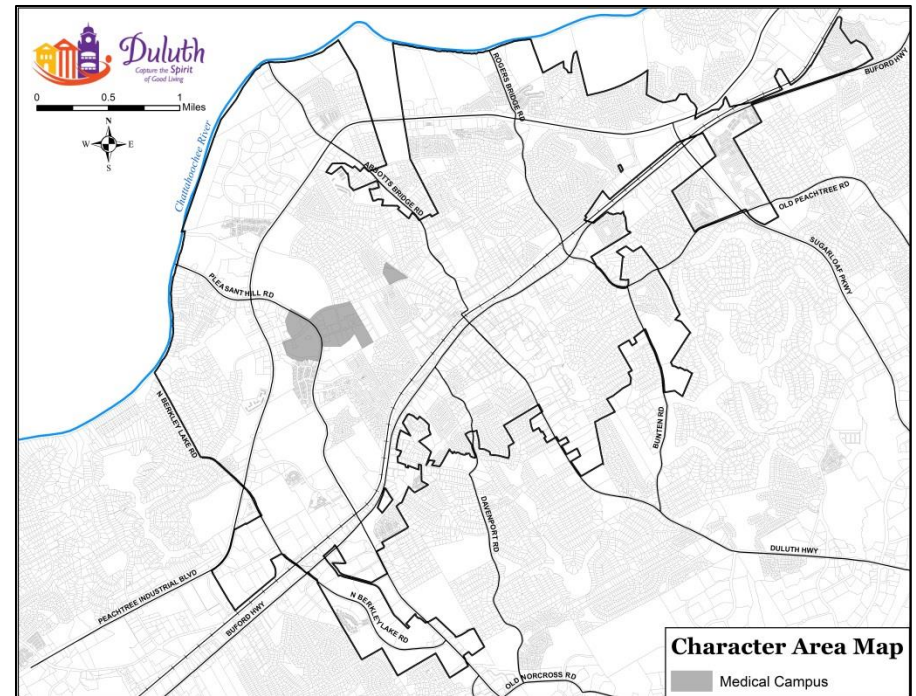 Duluth
Capture the Spirit
of Good Living
0 0.5 1
Miles
N
W E
S
Chattahoochee River
ROGERS BRIDGE RD
BUFORD HWY
ABBOTTS BRIDGE RD
OLD PEACHTREE RD
SUGARLOAF PKWY
PLEASANT HILL RD
N BERKLEY LAKE RD
BUNTEN RD
DAVENPORT RD
DULUTH HWY
PEACHTREE INDUSTRIAL BLVD
BUFORD HWY
N BERKLEY LAKE RD
OLD NORCROSS RD
Character Area Map
Medical Campus